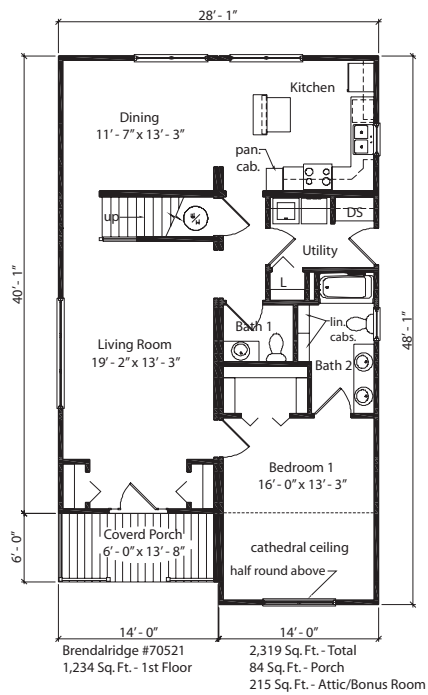 28' - 1"
Kitchen
Dining
11' - 7" x 13' - 3"
pan.
cab.
up
W/H
DS
Utility
L
40' - 1"
48' - 1"
Bath 1
lin.
cabs.
Living Room
19' - 2" x 13' - 3"
Bath 2
Bedroom 1
16' - 0" x 13' - 3"
6' - 0"
Coverd Porch
6' - 0" x 13' - 8"
cathedral ceiling
half round above
14' - 0"
14' - 0"
Brendalridge #70521
1,234 Sq. Ft. - 1st Floor
2,319 Sq. Ft. - Total
84 Sq. Ft. - Porch
215 Sq. Ft. - Attic/Bonus Room